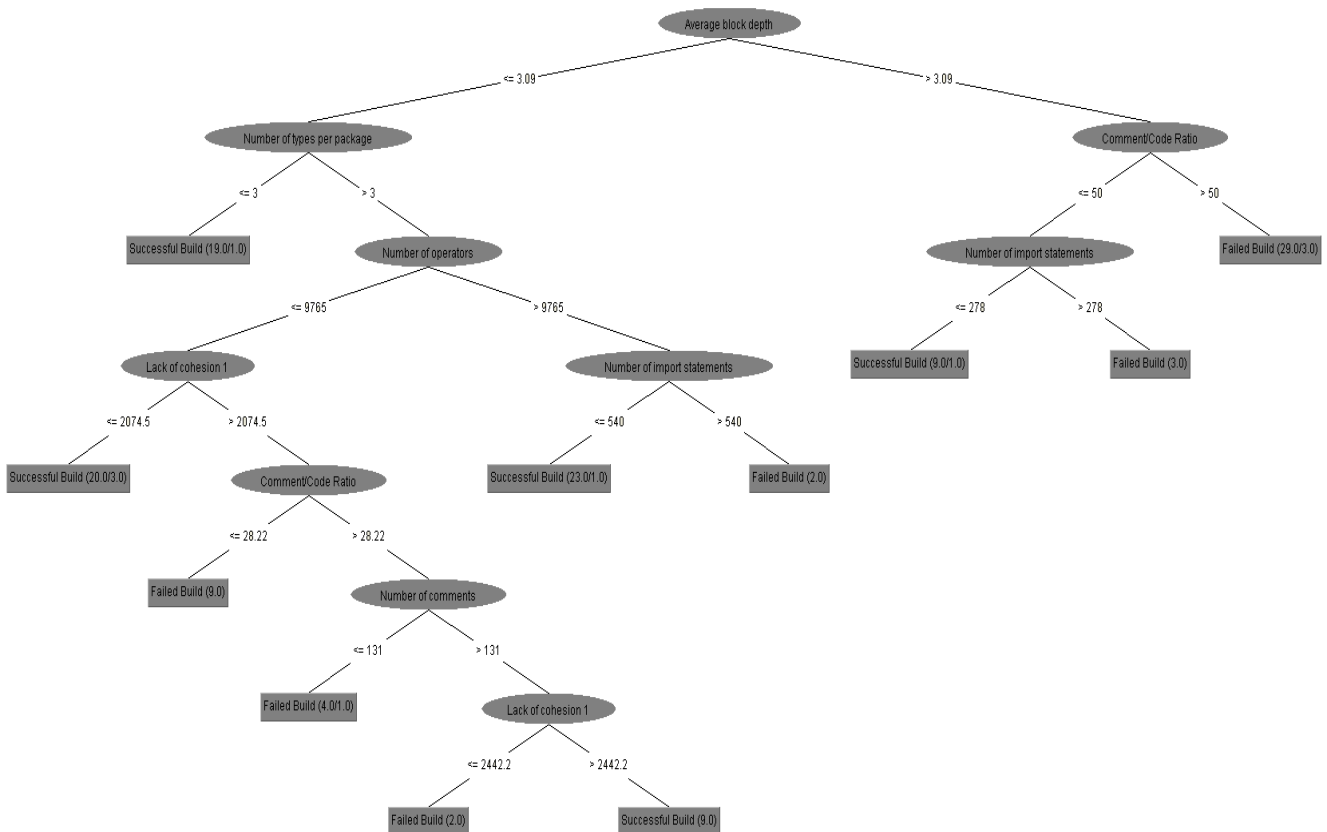 Average block depth
<= 3.09
> 3.09
Number of types per package
Comment/Code Ratio
<= 3
> 3
<= 50
> 50
Successful Build (19.0/1.0)
Number of operators
Number of import statements
Failed Build (29.0/3.0)
<= 9765
> 9765
<= 278
> 278
Lack of cohesion 1
Number of import statements
Successful Build (9.0/1.0)
Failed Build (3.0)
<= 2074.5
> 2074.5
<= 540
> 540
Successful Build (20.0/3.0)
Comment/Code Ratio
Successful Build (23.0/1.0)
Failed Build (2.0)
<= 28.22
> 28.22
Failed Build (9.0)
Number of comments
<= 131
> 131
Failed Build (4.0/1.0)
Lack of cohesion 1
<= 2442.2
> 2442.2
Failed Build (2.0)
Successful Build (9.0)